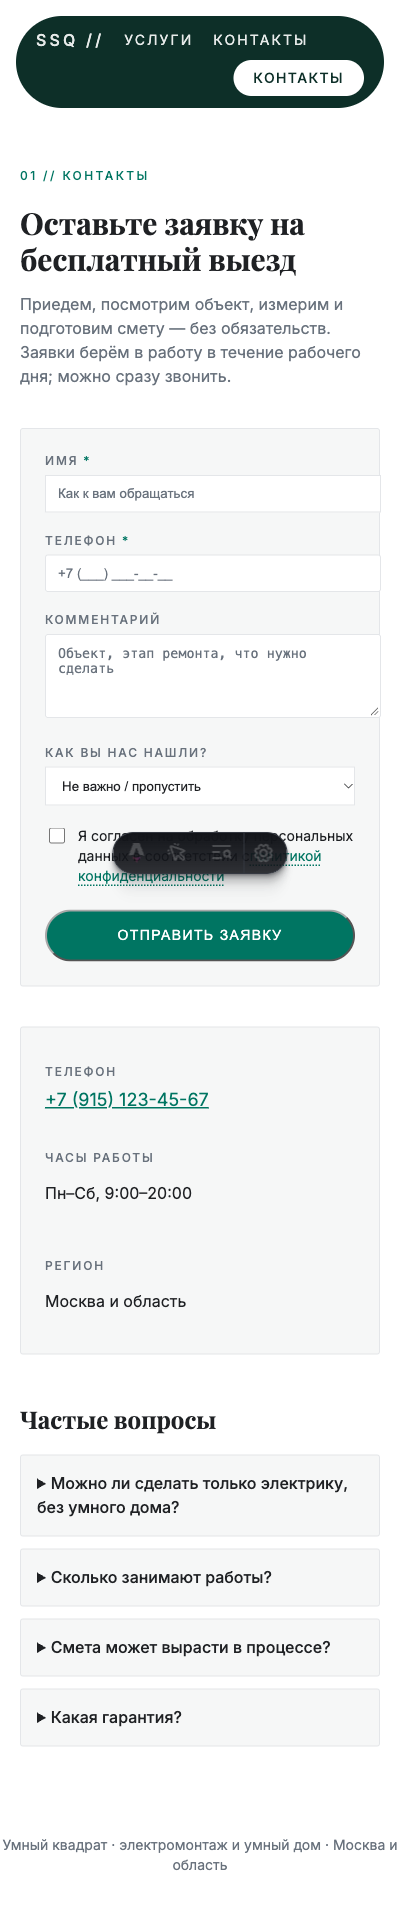 SSQ // УСЛУГИ КОНТАКТЫ
КОНТАКТЫ
01 // КОНТАКТЫ
Оставьте заявку на
бесплатный выезд
Приедем, посмотрим объект, измерим и
подготовим смету — без обязательств.
Заявки берём в работу в течение рабочего
дня; можно сразу звонить.
ИМЯ *
Как к вам обращаться
ТЕЛЕФОН *
+7 (___) ___-__-__
КОММЕНТАРИЙ
Объект, этап ремонта, что нужно
сделать
КАК ВЫ НАС НАШЛИ?
Не важно / пропустить
Я
конфиденциальности
ОТПРАВИТЬ ЗАЯВКУ
ТЕЛЕФОН
+7 (915) 123-45-67
ЧАСЫ РАБОТЫ
Пн–Сб, 9:00–20:00
РЕГИОН
Москва и область
Частые вопросы
▶ Можно ли сделать только электрику,
без умного дома?
▶ Сколько занимают работы?
▶ Смета может вырасти в процессе?
▶ Какая гарантия?
Умный квадрат · электромонтаж и умный дом · Москва и
область